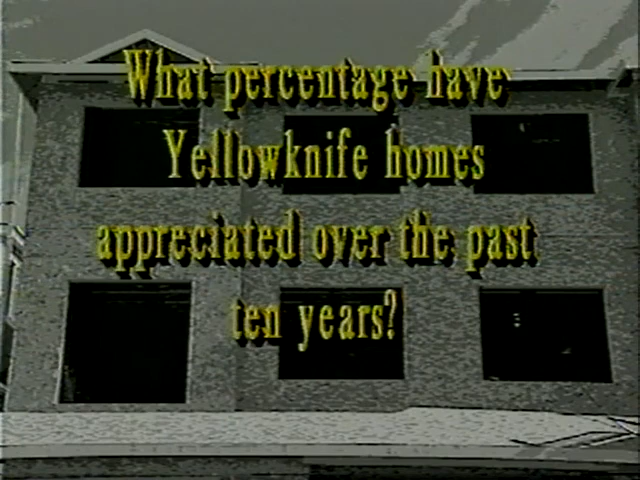 What percentage have
Yellowknife homes
appreciated over the past
ten years?